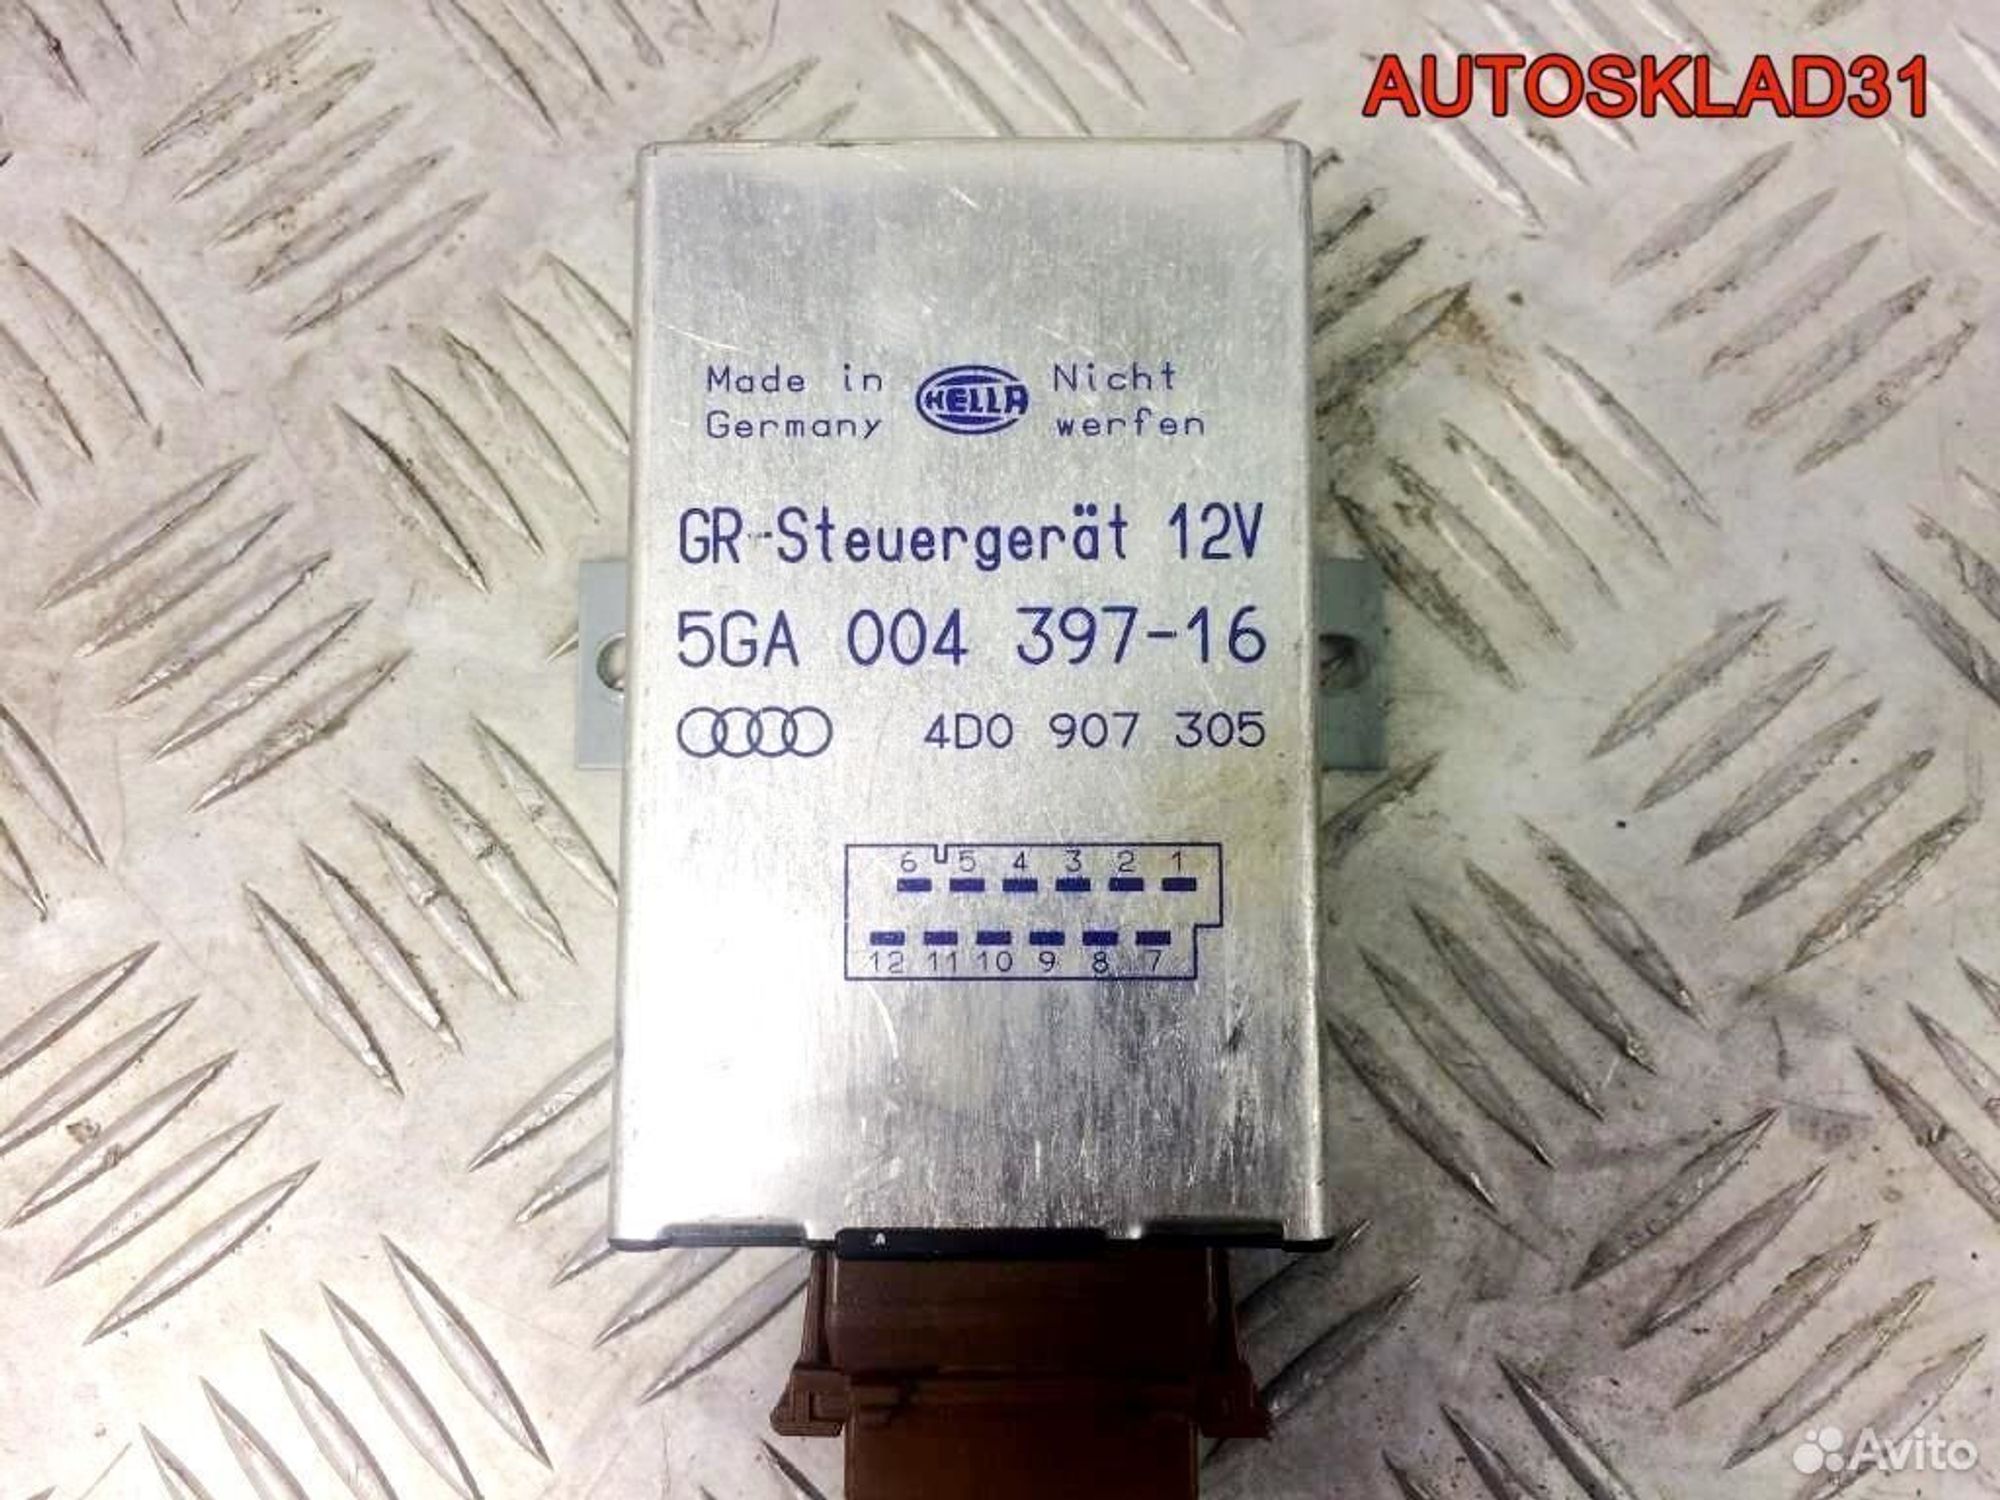 AUTOSKLAD31
Made in HELLA Nicht
Germany werfen
GR-Steuergerät 12V
5GA 004 397-16
4D0 907 305
6 5 4 3 2 1
12 11 10 9 8 7
Avito